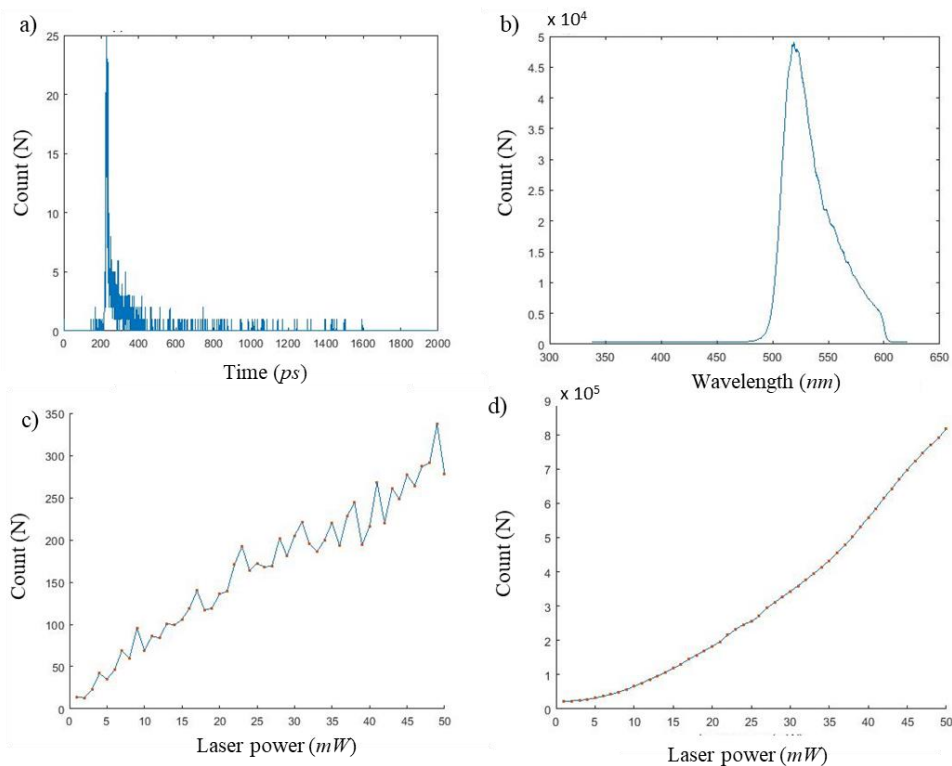 a)
25
20
15
10
5
0
Count (N)
0 200 400 600 800 1000 1200 1400 1600 1800 2000
Time (ps)
b)
x 10⁴
5
4.5
4
3.5
3
2.5
2
1.5
1
0.5
0
Count (N)
300 350 400 450 500 550 600 650
Wavelength (nm)
c)
350
300
250
200
150
100
50
0
Count (N)
0 5 10 15 20 25 30 35 40 45 50
Laser power (mW)
d)
x 10⁵
9
8
7
6
5
4
3
2
1
0
Count (N)
0 5 10 15 20 25 30 35 40 45 50
Laser power (mW)